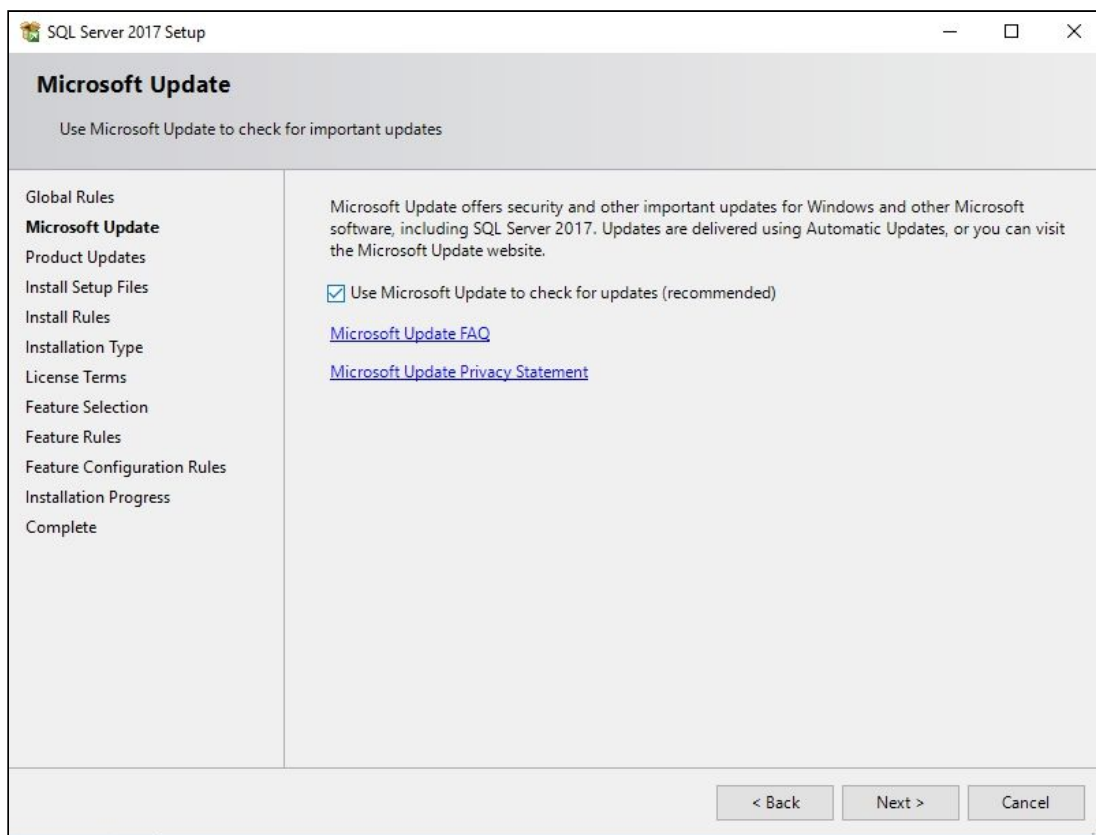 SQL Server 2017 Setup
Microsoft Update
Use Microsoft Update to check for important updates
Global Rules
Microsoft Update
Product Updates
Install Setup Files
Install Rules
Installation Type
License Terms
Feature Selection
Feature Rules
Feature Configuration Rules
Installation Progress
Complete
Microsoft Update offers security and other important updates for Windows and other Microsoft
software, including SQL Server 2017. Updates are delivered using Automatic Updates, or you can visit
the Microsoft Update website.
Use Microsoft Update to check for updates (recommended)
Microsoft Update FAQ
Microsoft Update Privacy Statement
< Back
Next >
Cancel